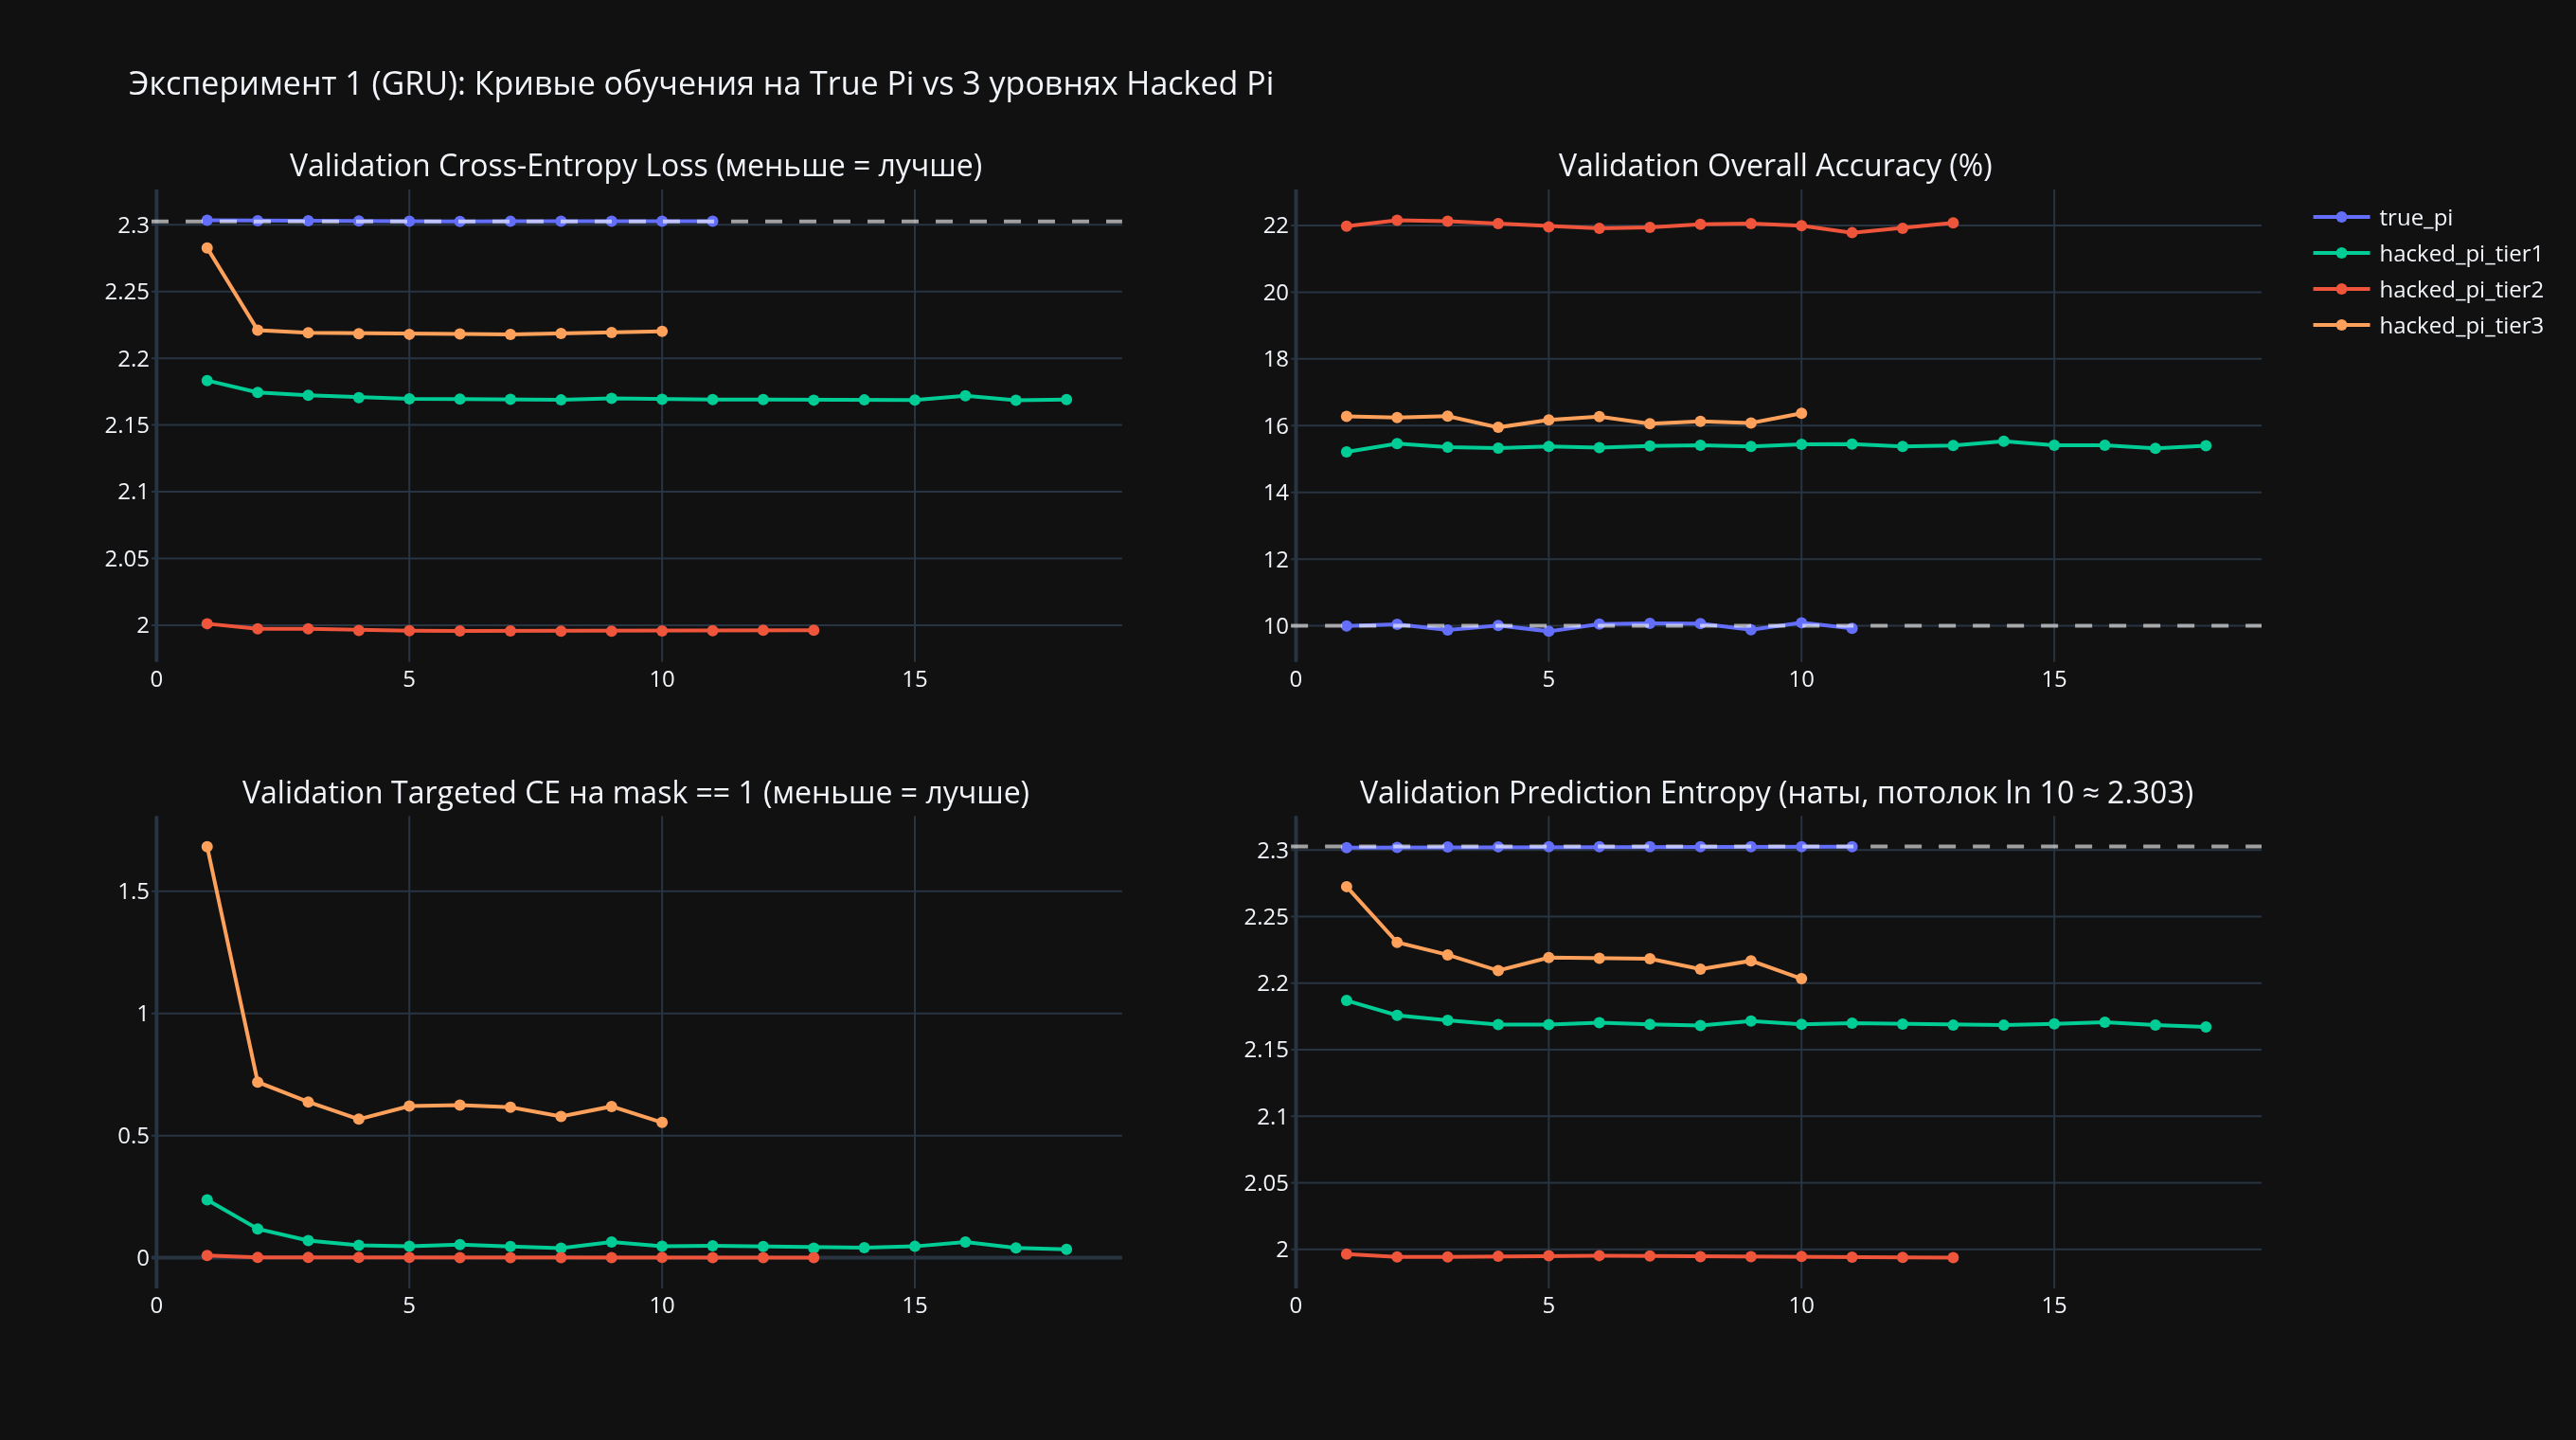 Эксперимент 1 (GRU): Кривые обучения на True Pi vs 3 уровнях Hacked Pi
Validation Cross-Entropy Loss (меньше = лучше)
2.3
2.25
2.2
2.15
2.1
2.05
2
0 5 10 15
Validation Overall Accuracy (%)
22
20
18
16
14
12
10
0 5 10 15
true_pi
hacked_pi_tier1
hacked_pi_tier2
hacked_pi_tier3
Validation Targeted CE на mask == 1 (меньше = лучше)
1.5
1
0.5
0
0 5 10 15
Validation Prediction Entropy (наты, потолок ln 10 ≈ 2.303)
2.3
2.25
2.2
2.15
2.1
2.05
2
0 5 10 15